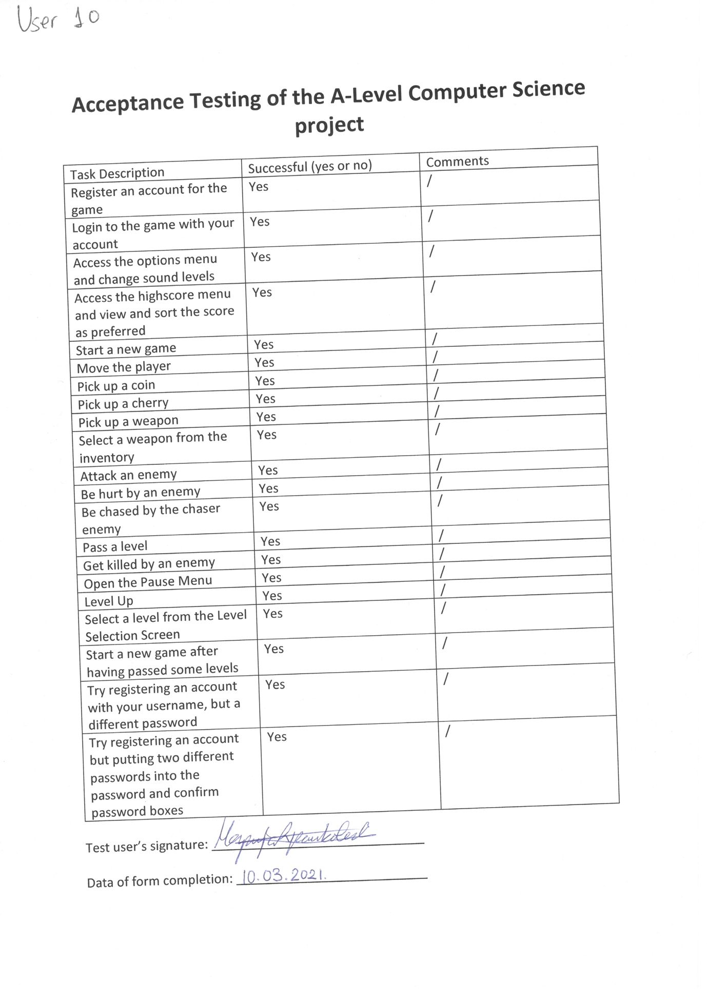 User 10
Acceptance Testing of the A-Level Computer Science
project
Task Description Successful (yes or no) Comments
Register an account for the Yes /
game
Login to the game with your Yes /
account
Access the options menu Yes /
and change sound levels
Access the highscore menu Yes /
and view and sort the score
as preferred
Start a new game Yes /
Move the player Yes /
Pick up a coin Yes /
Pick up a cherry Yes /
Pick up a weapon Yes /
Select a weapon from the Yes /
inventory
Attack an enemy Yes /
Be hurt by an enemy Yes /
Be chased by the chaser Yes /
enemy
Pass a level Yes /
Get killed by an enemy Yes /
Open the Pause Menu Yes /
Level Up Yes /
Select a level from the Level Yes /
Selection Screen
Start a new game after Yes /
having passed some levels
Try registering an account Yes /
with your username, but a
different password
Try registering an account Yes /
but putting two different
passwords into the
password and confirm
password boxes
Test user's signature:
Data of form completion: 10.03.2021.